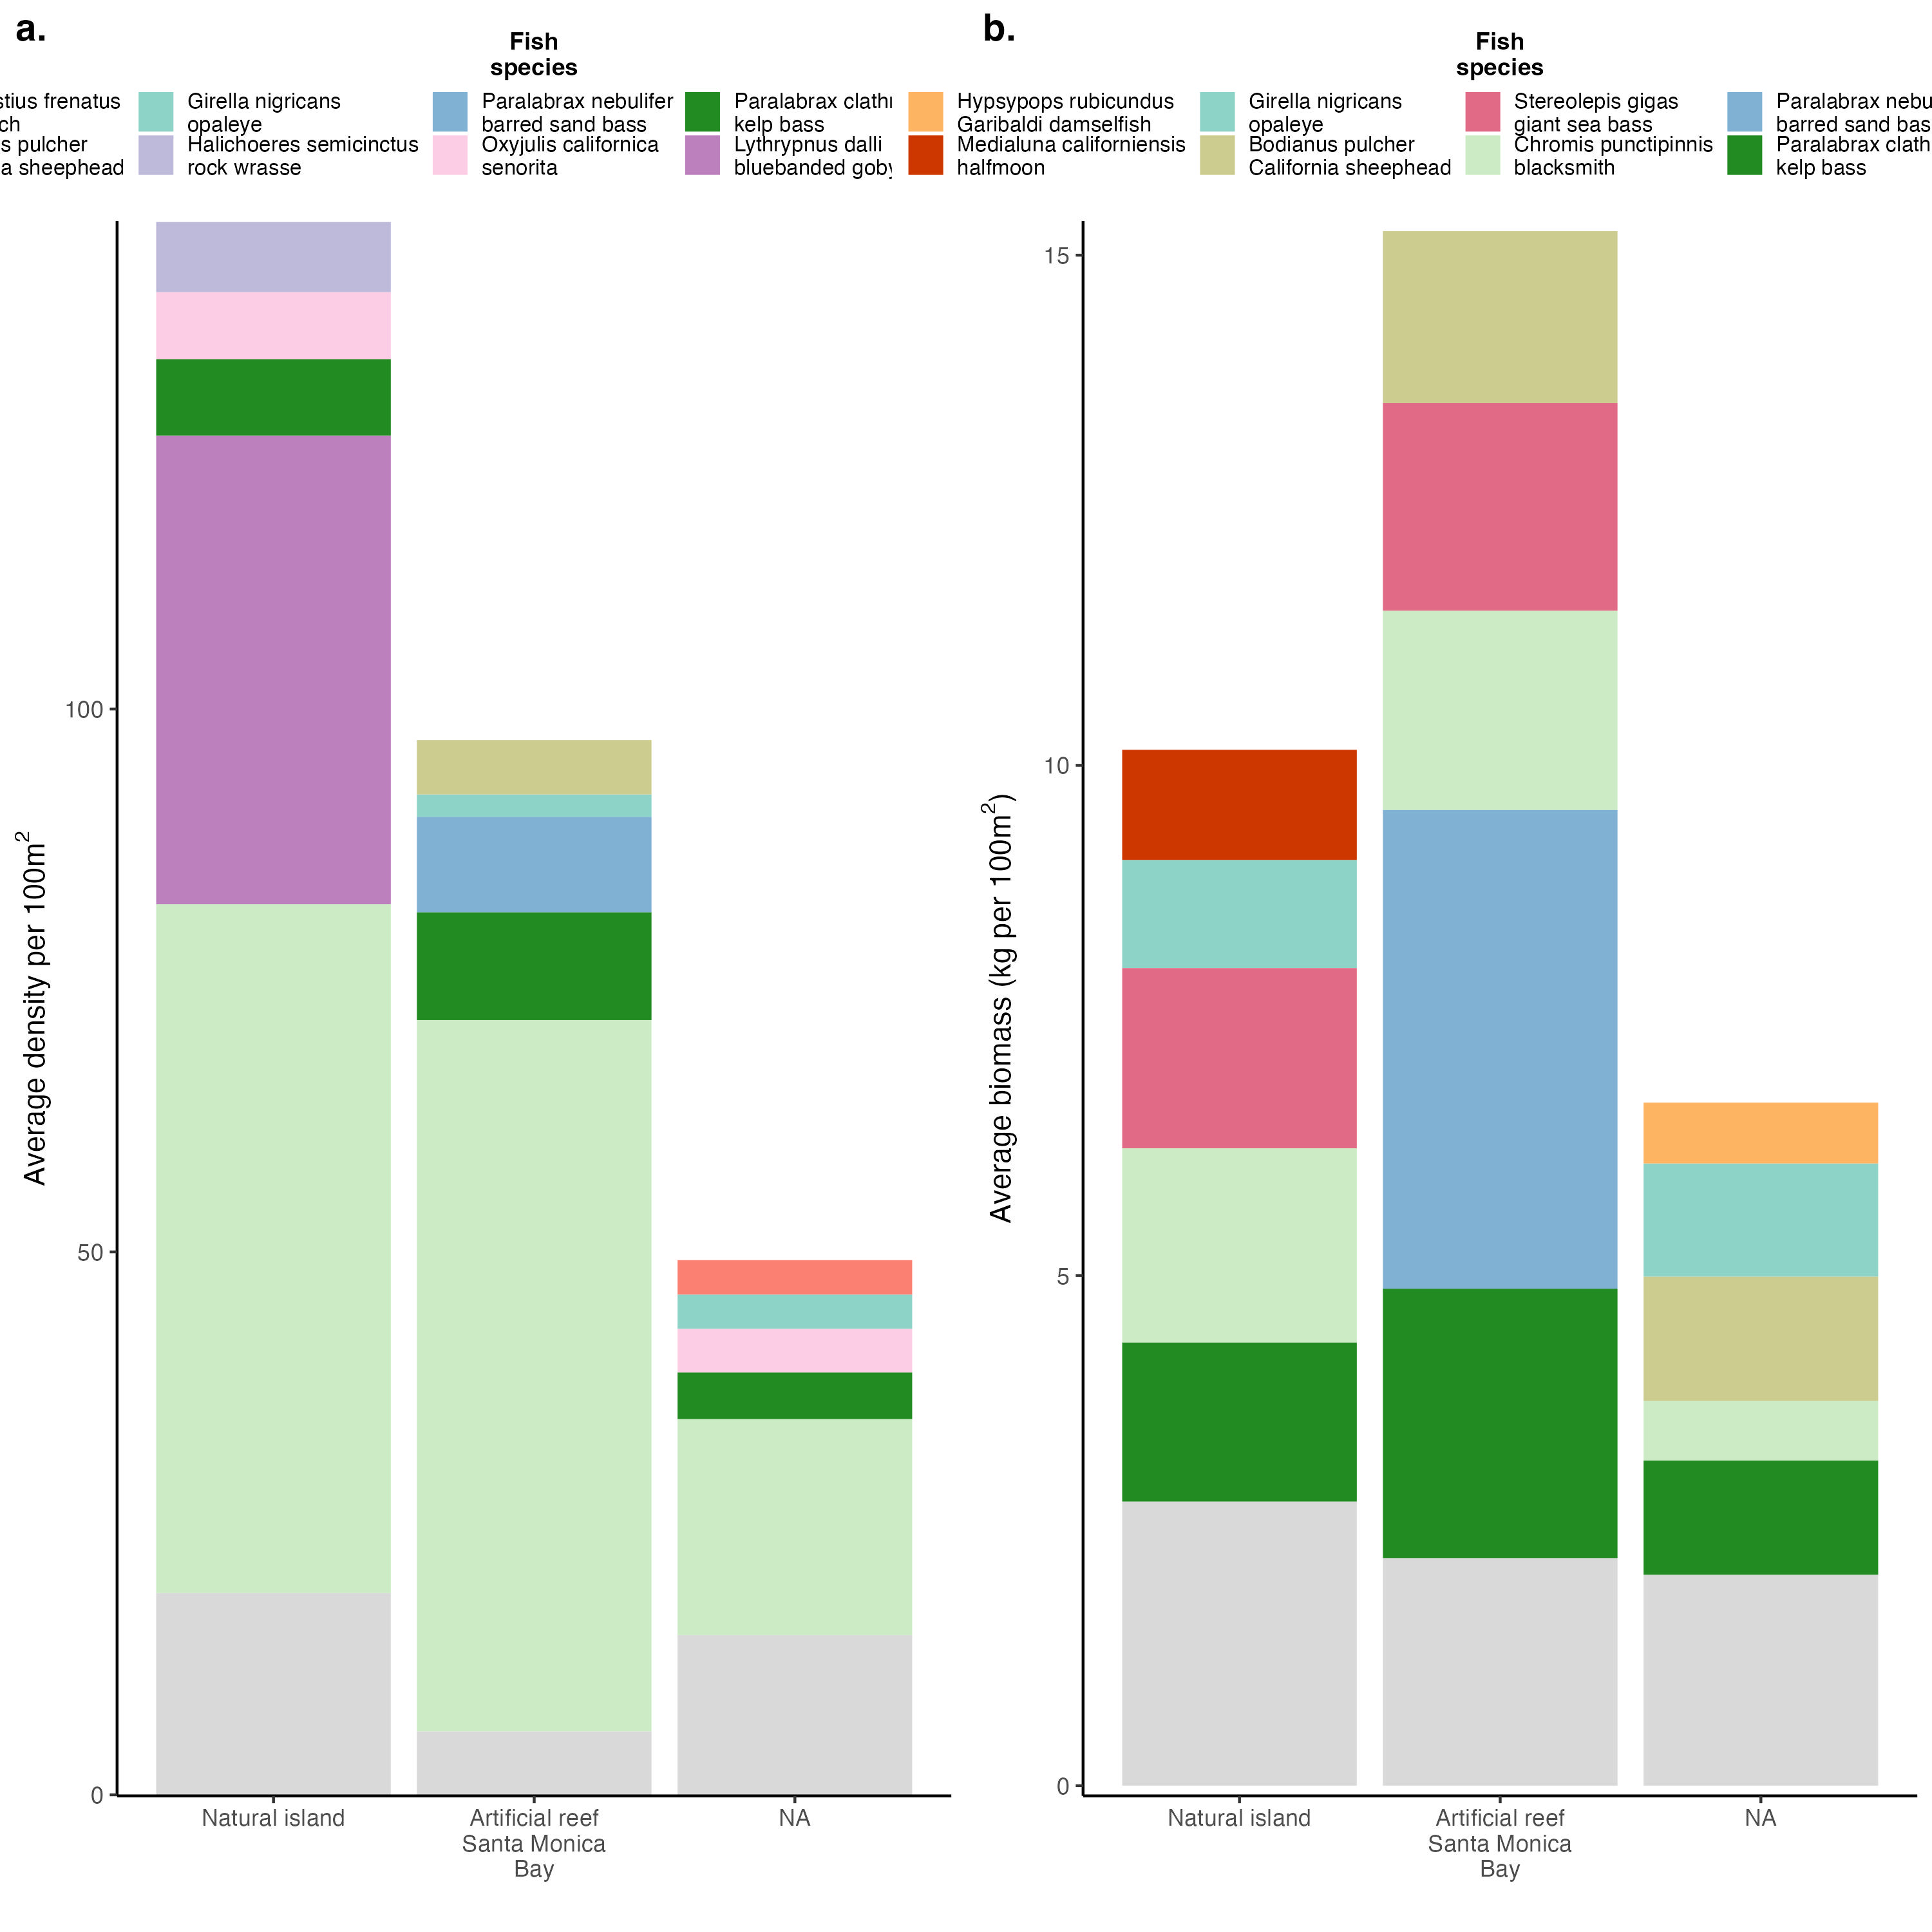 a.
Fish
species
stius frenatus
ch
s pulcher
a sheephead
Girella nigricans
opaleye
Halichoeres semicinctus
rock wrasse
Paralabrax nebulifer
barred sand bass
Oxyjulis californica
senorita
Paralabrax clathr
kelp bass
Lythrypnus dalli
bluebanded goby
Average density per 100m²
100
50
0
Natural island
Artificial reef
Santa Monica
Bay
NA
b.
Fish
species
Hypsypops rubicundus
Garibaldi damselfish
Medialuna californiensis
halfmoon
Girella nigricans
opaleye
Bodianus pulcher
California sheephead
Stereolepis gigas
giant sea bass
Chromis punctipinnis
blacksmith
Paralabrax nebu
barred sand bas
Paralabrax clath
kelp bass
Average biomass (kg per 100m²)
15
10
5
0
Natural island
Artificial reef
Santa Monica
Bay
NA